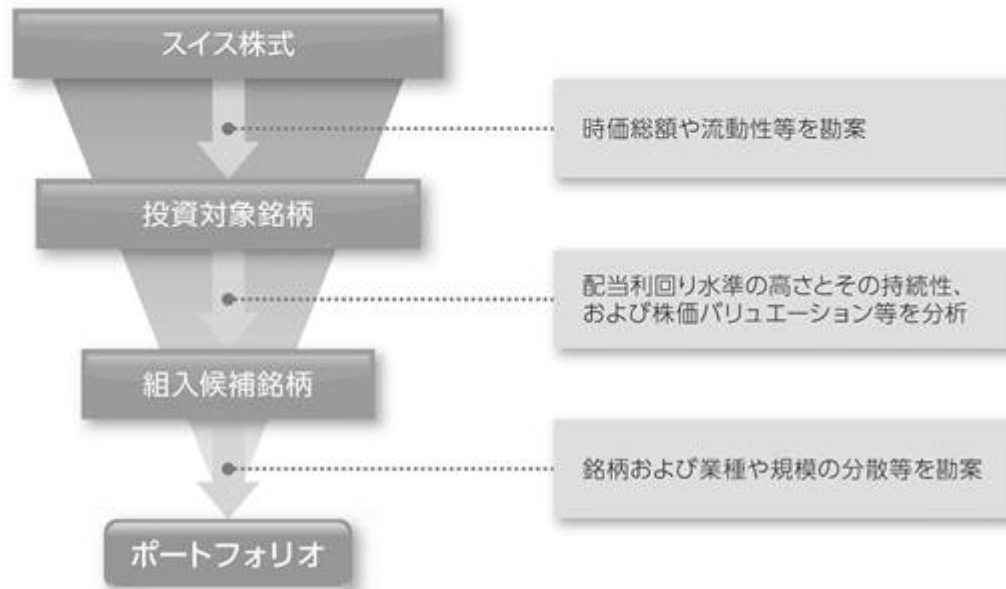 スイス株式
時価総額や流動性等を勘案
投資対象銘柄
配当利回り水準の高さとその持続性、
および株価バリュエーション等を分析
組入候補銘柄
銘柄および業種や規模の分散等を勘案
ポートフォリオ